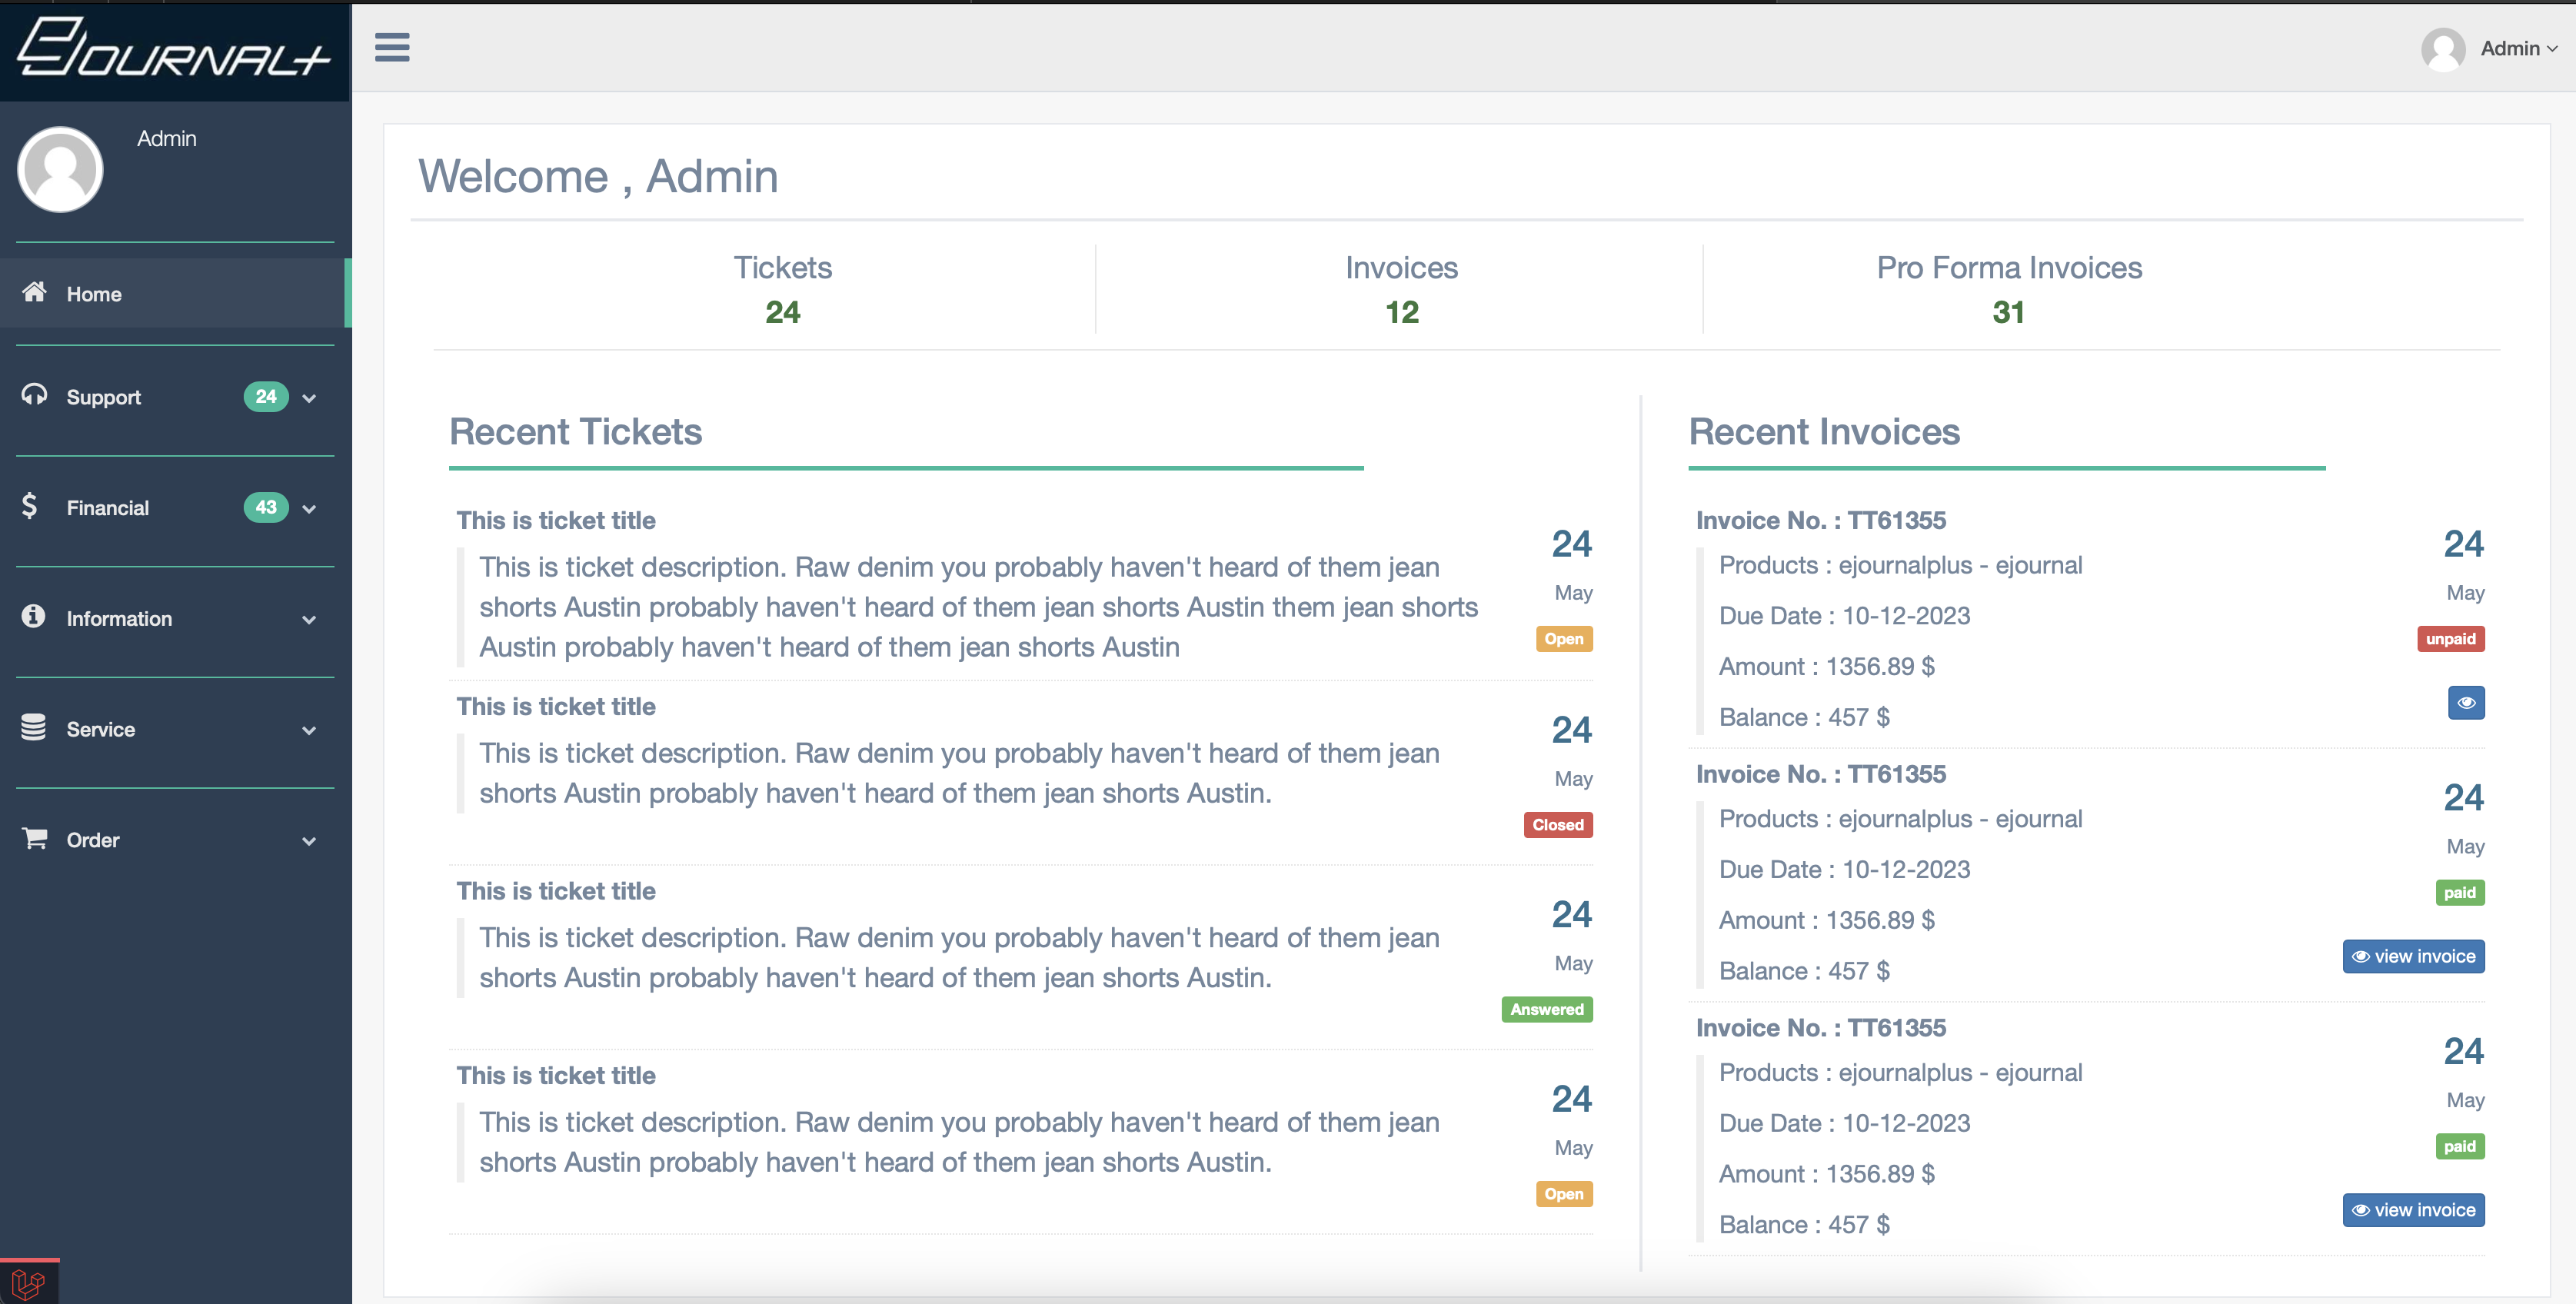 eJOURNAL+
Admin
Admin
Home
Support 24
Financial 43
Information
Service
Order
Welcome , Admin
Tickets
24
Invoices
12
Pro Forma Invoices
31
Recent Tickets
This is ticket title
This is ticket description. Raw denim you probably haven't heard of them jean
shorts Austin probably haven't heard of them jean shorts Austin them jean shorts
Austin probably haven't heard of them jean shorts Austin
24
May
Open
This is ticket title
This is ticket description. Raw denim you probably haven't heard of them jean
shorts Austin probably haven't heard of them jean shorts Austin.
24
May
Closed
This is ticket title
This is ticket description. Raw denim you probably haven't heard of them jean
shorts Austin probably haven't heard of them jean shorts Austin.
24
May
Answered
This is ticket title
This is ticket description. Raw denim you probably haven't heard of them jean
shorts Austin probably haven't heard of them jean shorts Austin.
24
May
Open
Recent Invoices
Invoice No. : TT61355
Products : ejournalplus - ejournal
Due Date : 10-12-2023
Amount : 1356.89 $
Balance : 457 $
24
May
unpaid
Invoice No. : TT61355
Products : ejournalplus - ejournal
Due Date : 10-12-2023
Amount : 1356.89 $
Balance : 457 $
24
May
paid
view invoice
Invoice No. : TT61355
Products : ejournalplus - ejournal
Due Date : 10-12-2023
Amount : 1356.89 $
Balance : 457 $
24
May
paid
view invoice